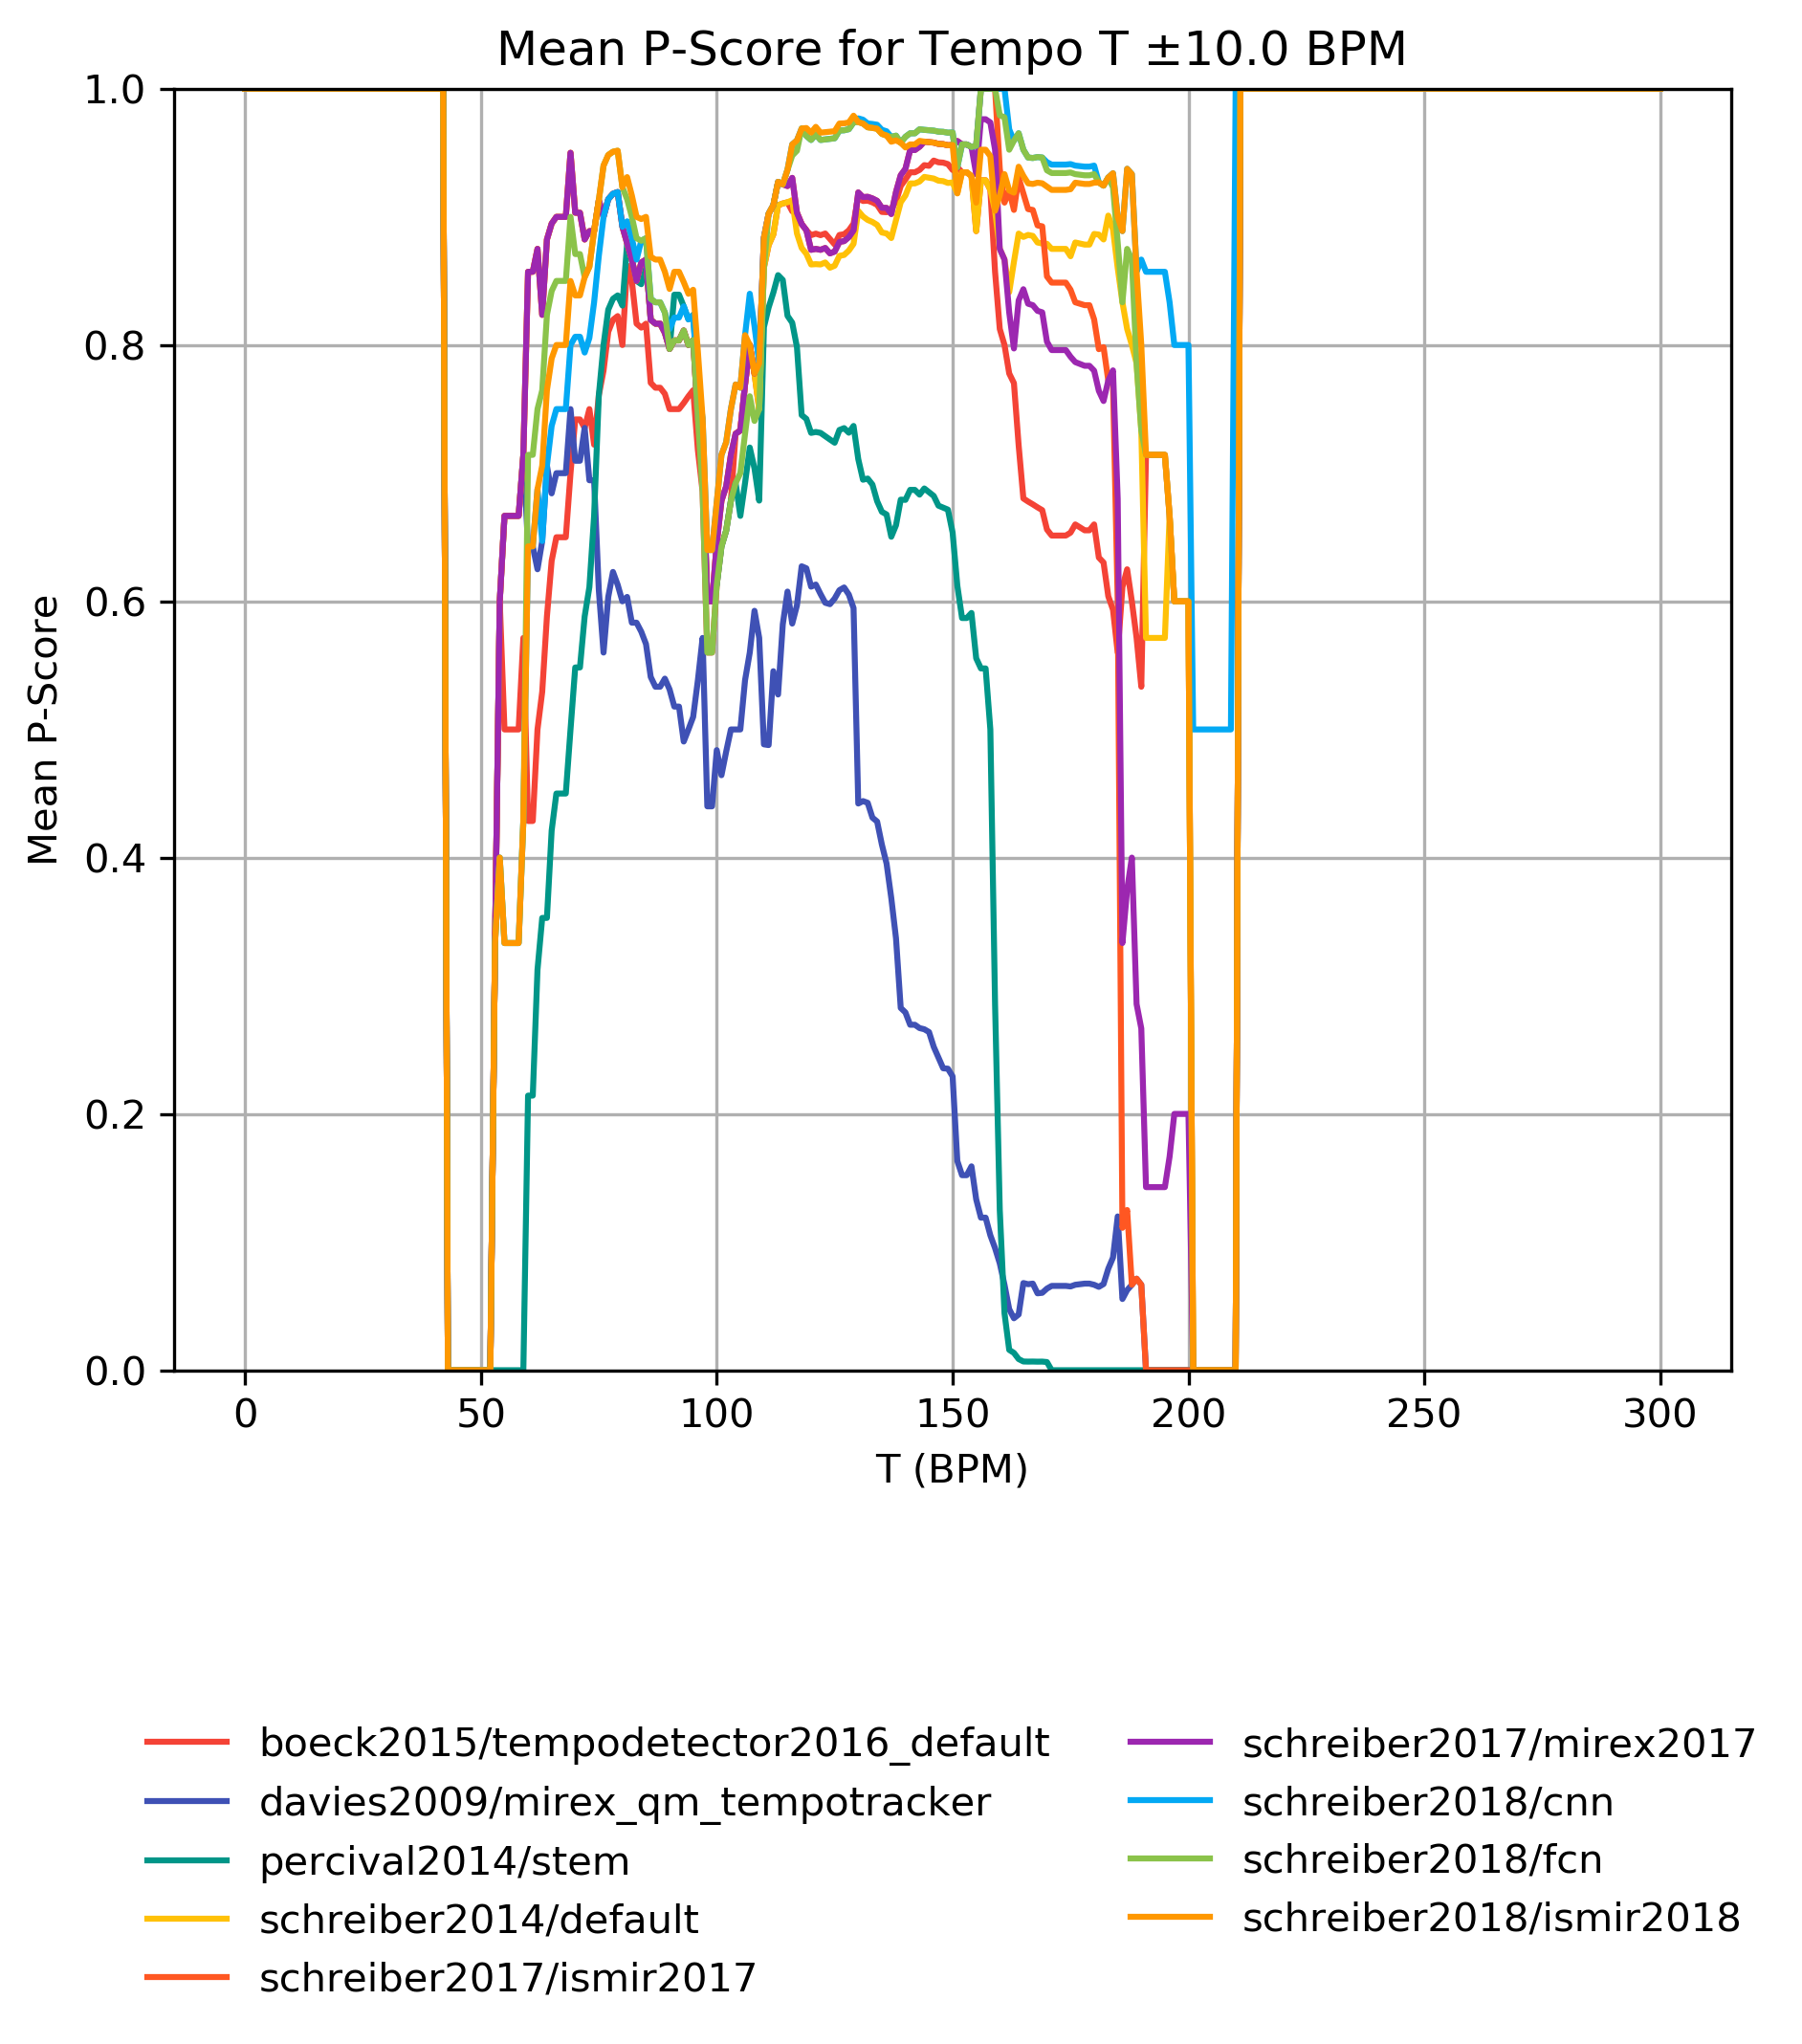 Mean P-Score for Tempo T ±10.0 BPM
1.0
0.8
0.6
0.4
0.2
0.0
Mean P-Score
0 50 100 150 200 250 300
T (BPM)
boeck2015/tempodetector2016_default
davies2009/mirex_qm_tempotracker
percival2014/stem
schreiber2014/default
schreiber2017/ismir2017
schreiber2017/mirex2017
schreiber2018/cnn
schreiber2018/fcn
schreiber2018/ismir2018